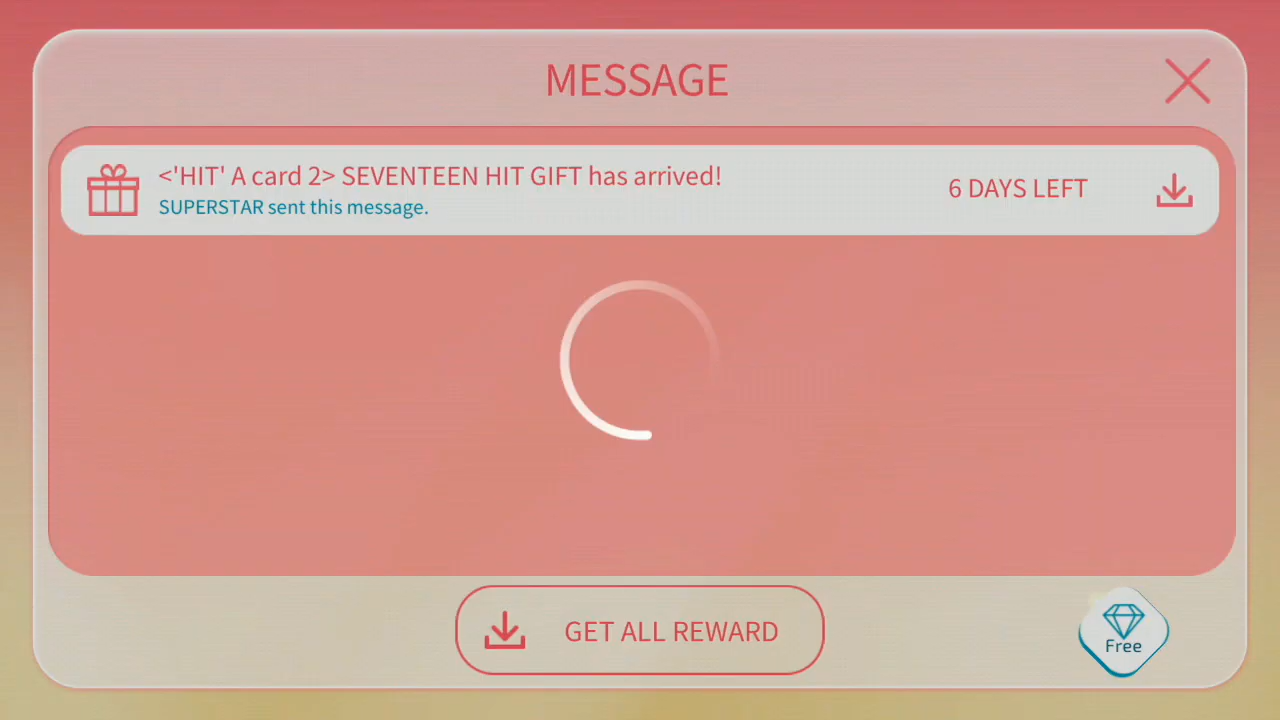 MESSAGE
<'HIT' A card 2> SEVENTEEN HIT GIFT has arrived!
SUPERSTAR sent this message.
6 DAYS LEFT
GET ALL REWARD
Free